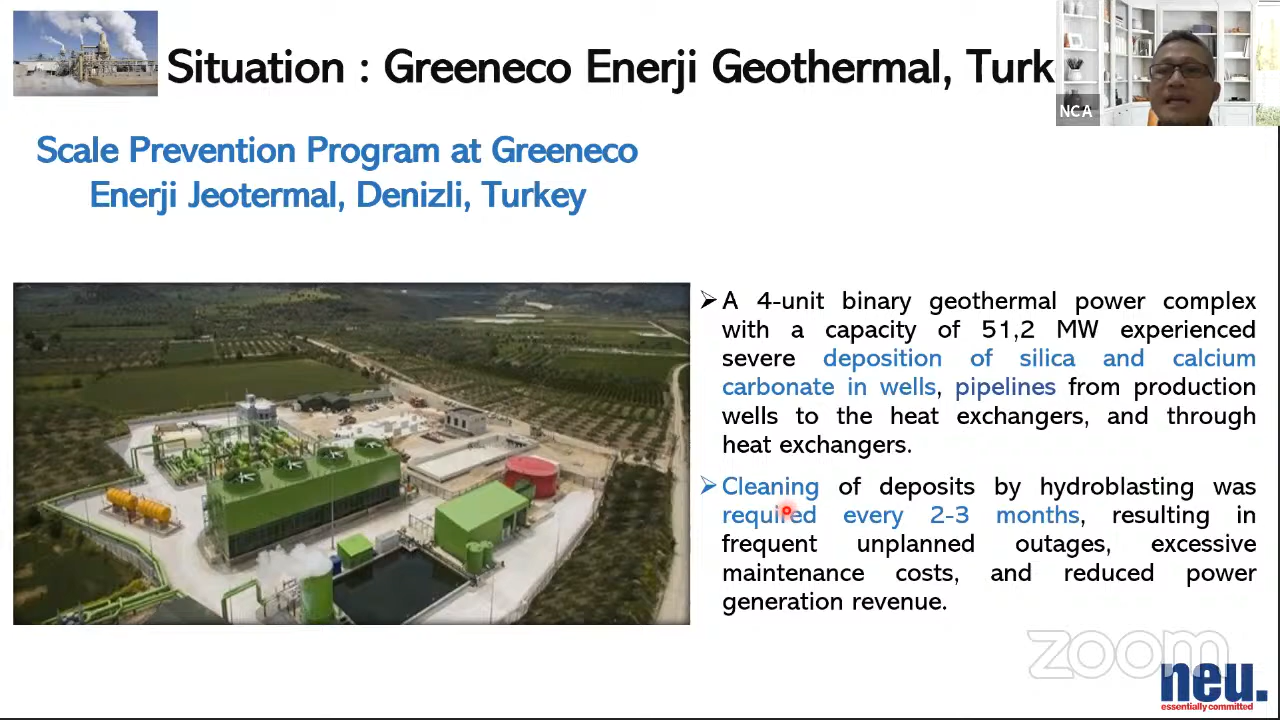 Situation : Greeneco Enerji Geothermal, Turk
NCA
Scale Prevention Program at Greeneco
Enerji Jeotermal, Denizli, Turkey
➢ A 4-unit binary geothermal power complex
with a capacity of 51,2 MW experienced
severe deposition of silica and calcium
carbonate in wells, pipelines from production
wells to the heat exchangers, and through
heat exchangers.
➢ Cleaning of deposits by hydroblasting was
required every 2-3 months, resulting in
frequent unplanned outages, excessive
maintenance costs, and reduced power
generation revenue.
zoom
neu.
essentially committed